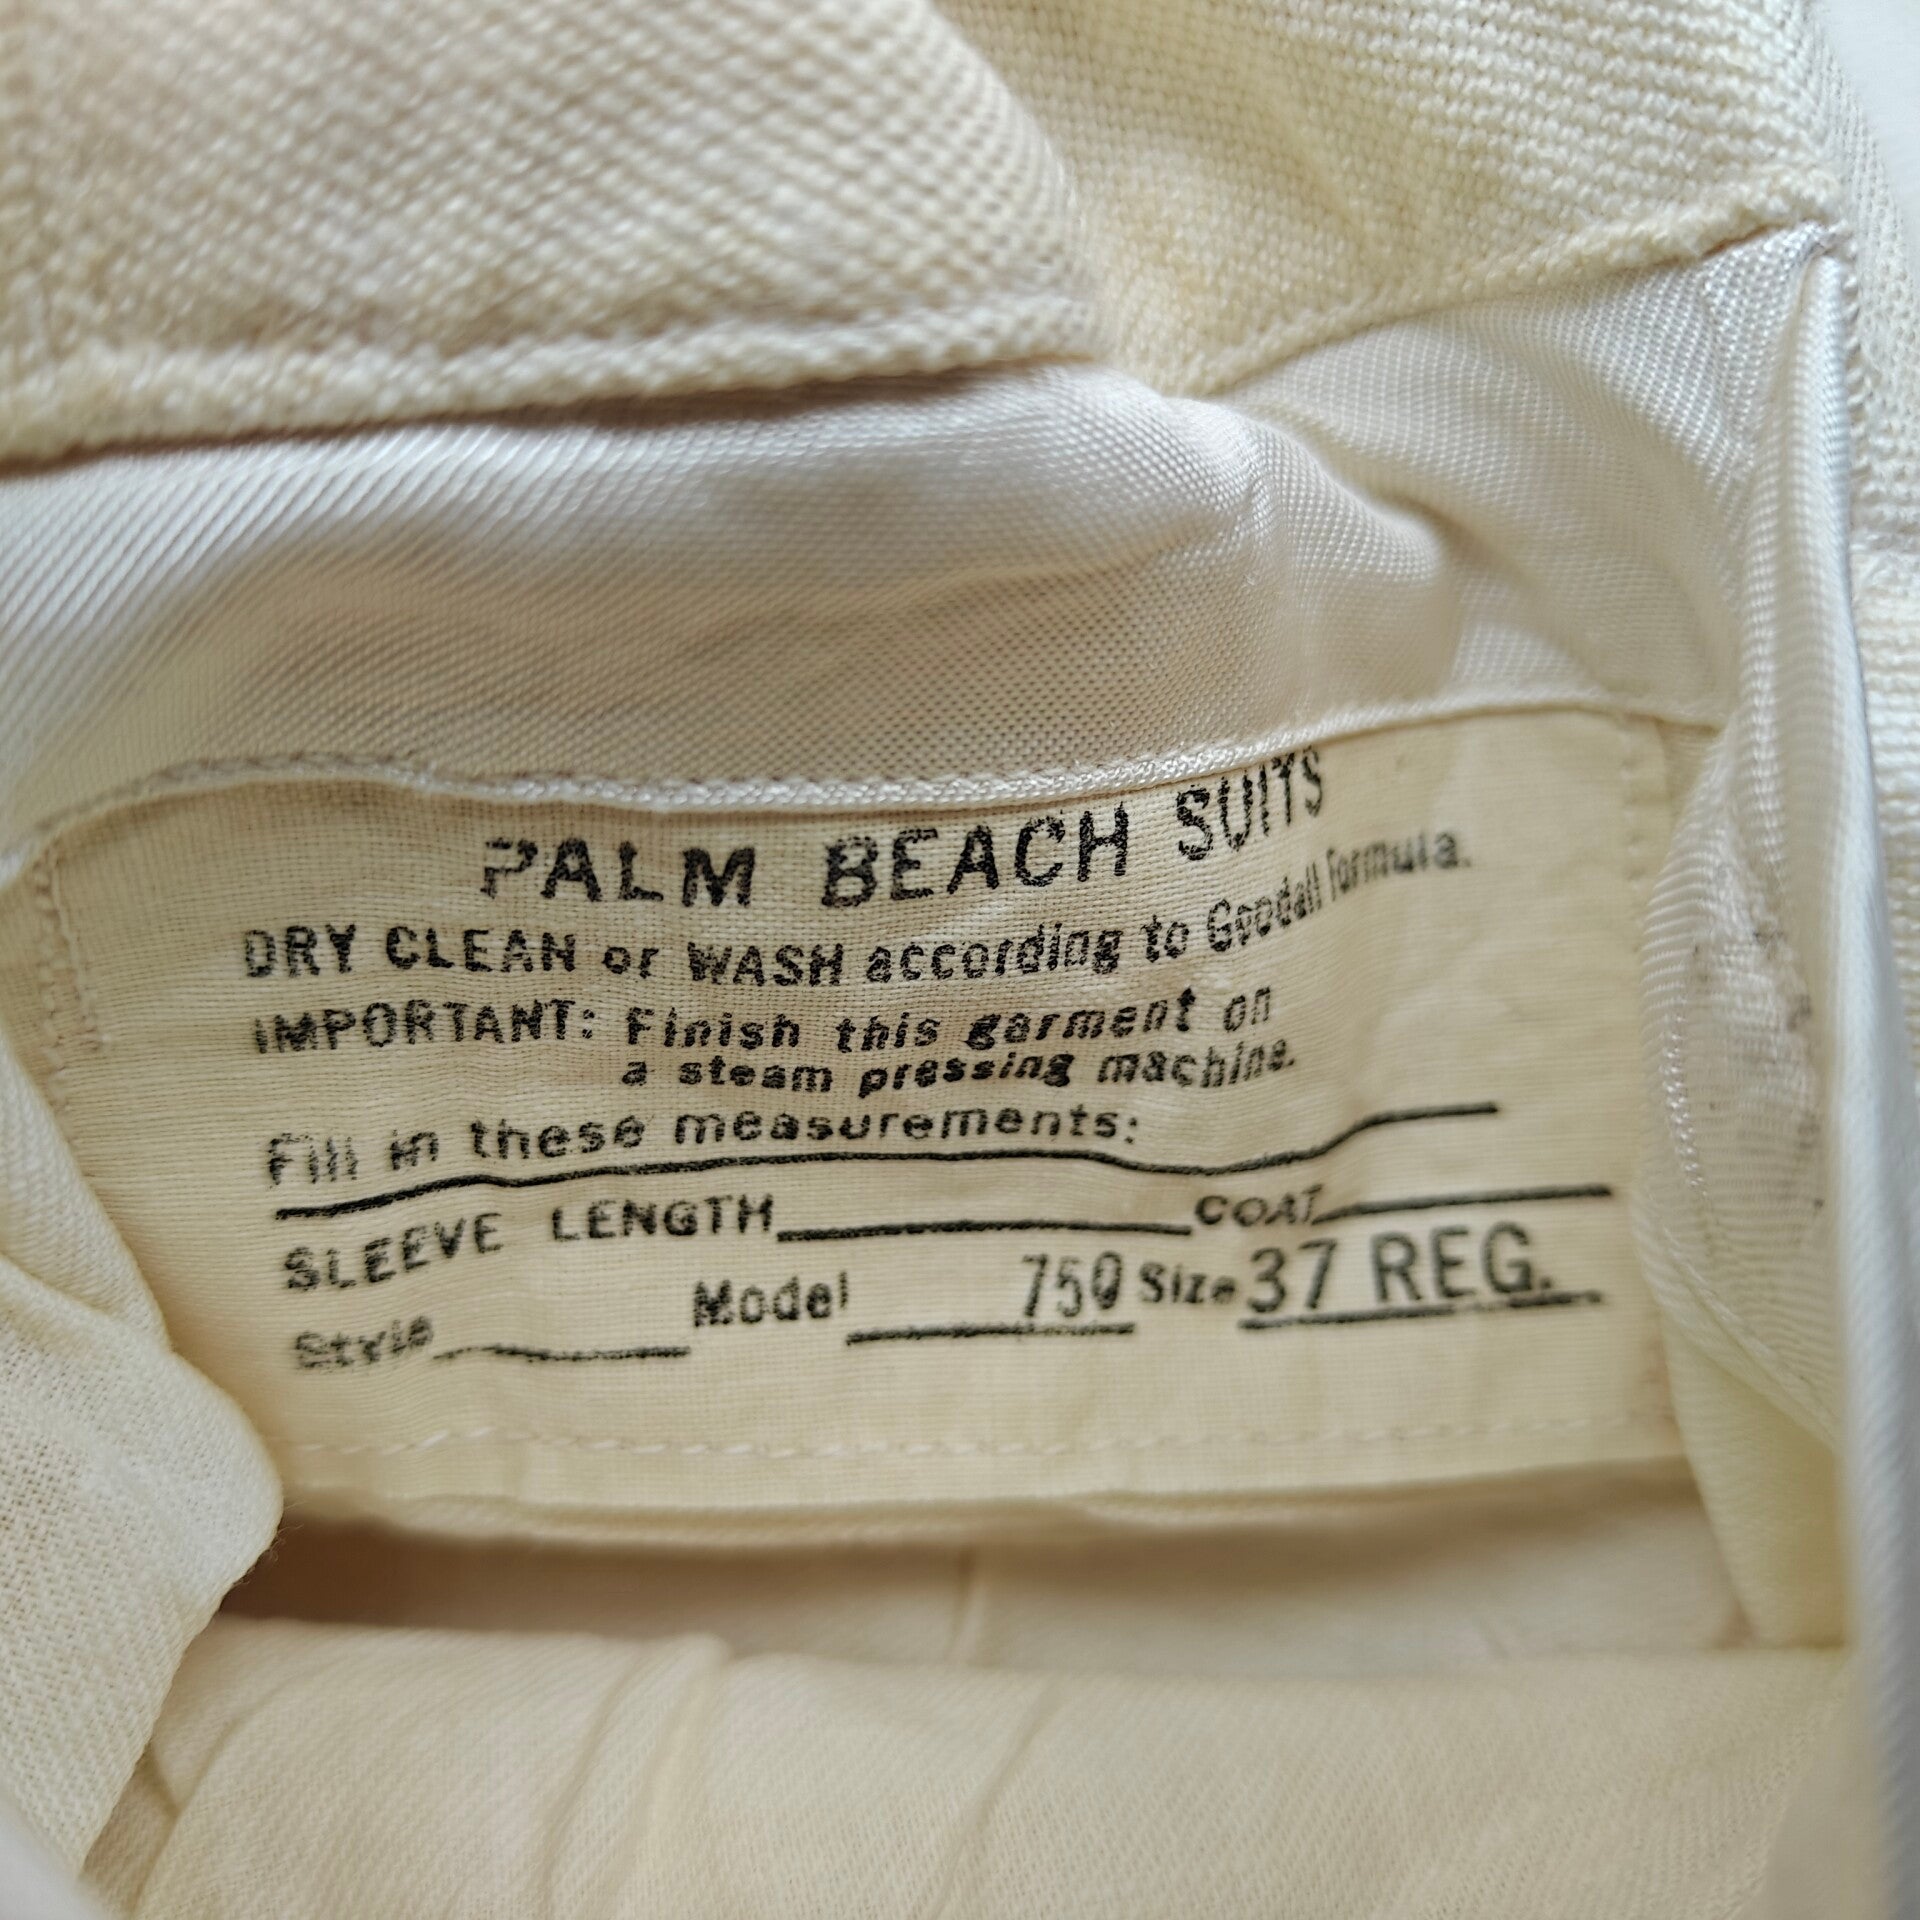 PALM BEACH SUITS
DRY CLEAN or WASH according to Goodall formula.
IMPORTANT: Finish this garment on
a steam pressing machine.
Fill in these measurements:
SLEEVE LENGTH COAT
Style Model 750 Size 37 REG.